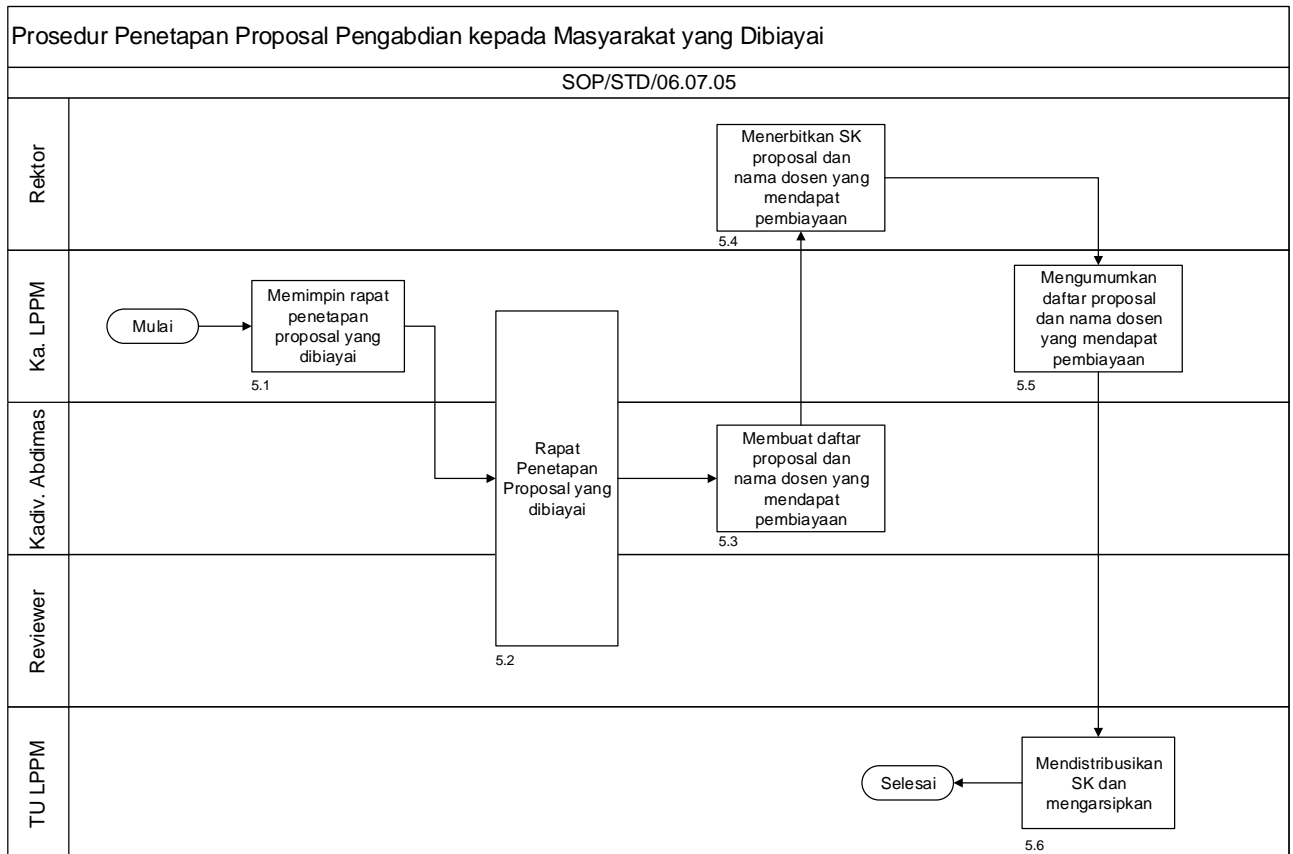 Prosedur Penetapan Proposal Pengabdian kepada Masyarakat yang Dibiayai
SOP/STD/06.07.05
Rektor
Menerbitkan SK
proposal dan
nama dosen yang
mendapat
pembiayaan
5.4
Ka. LPPM
Mulai
Memimpin rapat
penetapan
proposal yang
dibiayai
5.1
Mengumumkan
daftar proposal
dan nama dosen
yang mendapat
pembiayaan
5.5
Kadiv. Abdimas
Rapat
Penetapan
Proposal yang
dibiayai
5.2
Membuat daftar
proposal dan
nama dosen yang
mendapat
pembiayaan
5.3
Reviewer
TU LPPM
Selesai
Mendistribusikan
SK dan
mengarsipkan
5.6